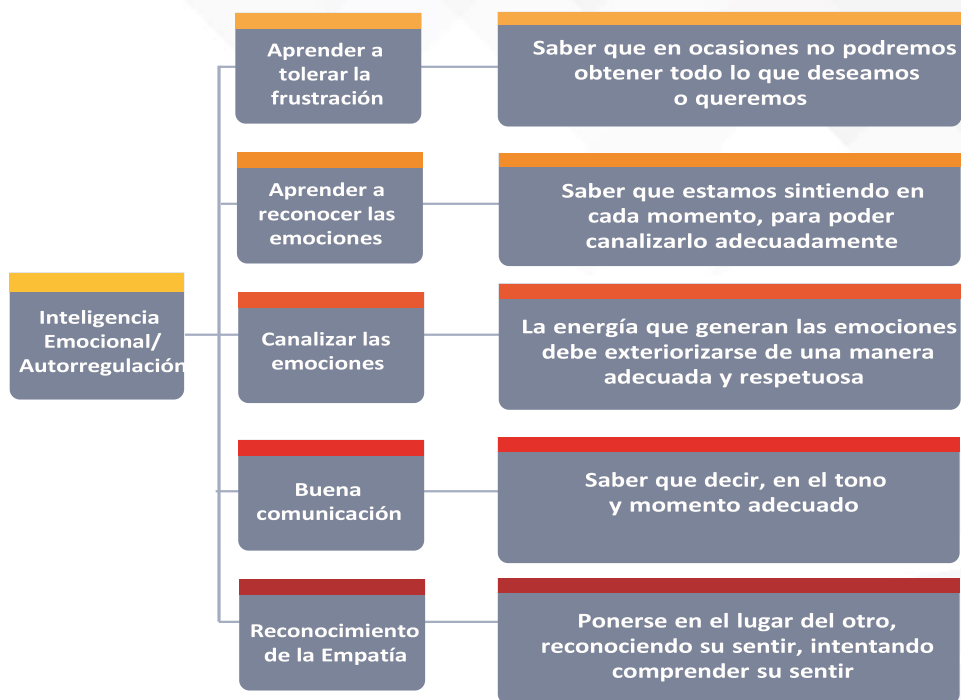 Aprender a
tolerar la
frustración
Saber que en ocasiones no podremos
obtener todo lo que deseamos
o queremos
Aprender a
reconocer las
emociones
Saber que estamos sintiendo en
cada momento, para poder
canalizarlo adecuadamente
Inteligencia
Emocional/
Autorregulación
Canalizar las
emociones
La energía que generan las emociones
debe exteriorizarse de una manera
adecuada y respetuosa
Buena
comunicación
Saber que decir, en el tono
y momento adecuado
Reconocimiento
de la Empatía
Ponerse en el lugar del otro,
reconociendo su sentir, intentando
comprender su sentir